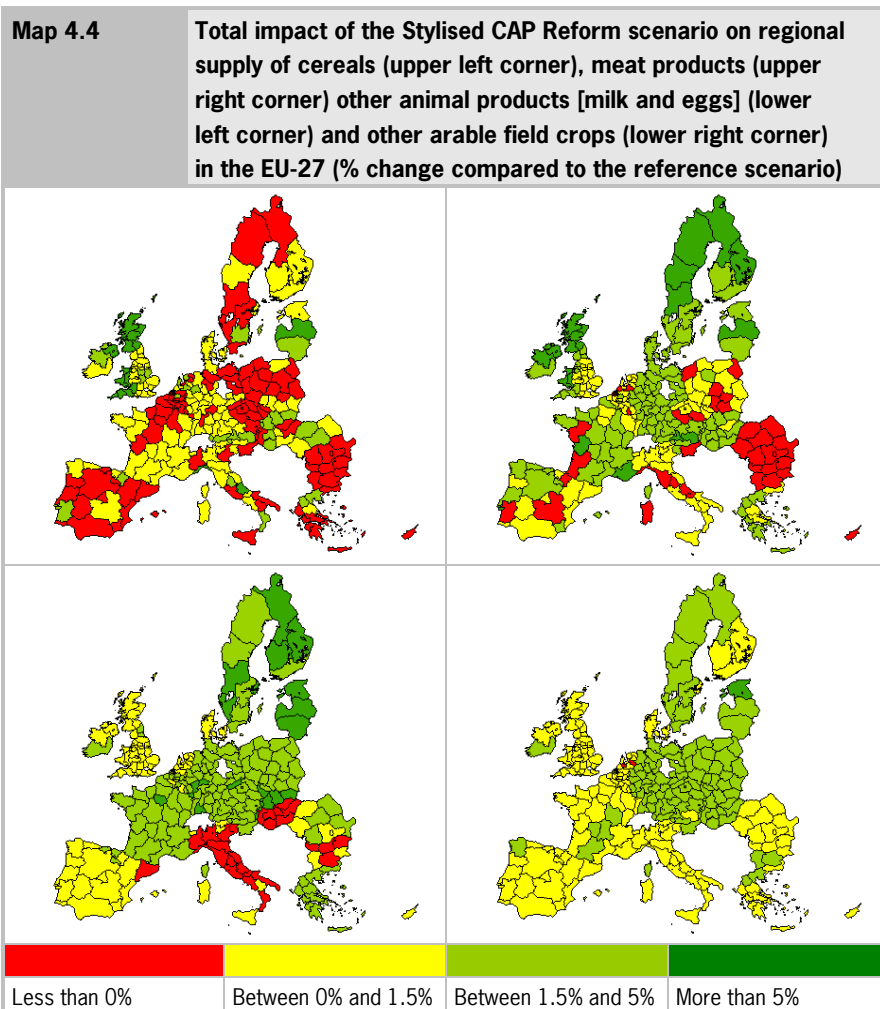 Map 4.4
Total impact of the Stylised CAP Reform scenario on regional
supply of cereals (upper left corner), meat products (upper
right corner) other animal products [milk and eggs] (lower
left corner) and other arable field crops (lower right corner)
in the EU-27 (% change compared to the reference scenario)
Less than 0%
Between 0% and 1.5%
Between 1.5% and 5%
More than 5%